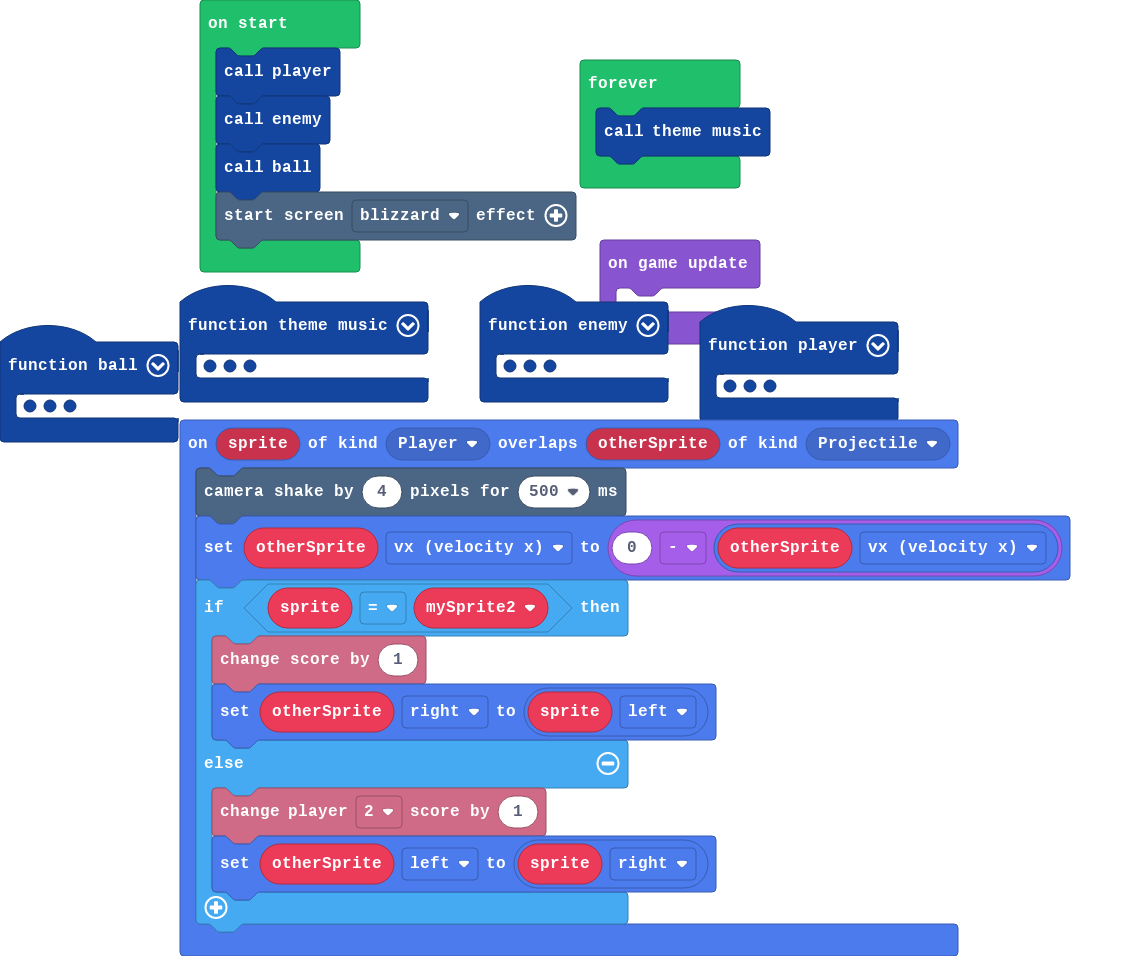 on start
call player
call enemy
call ball
start screen blizzard effect
forever
call theme music
on game update
function theme music
function enemy
function player
function ball
on sprite of kind Player overlaps otherSprite of kind Projectile
camera shake by 4 pixels for 500 ms
set otherSprite vx (velocity x) to 0 - otherSprite vx (velocity x)
if sprite = mySprite2 then
change score by 1
set otherSprite right to sprite left
else
change player 2 score by 1
set otherSprite left to sprite right